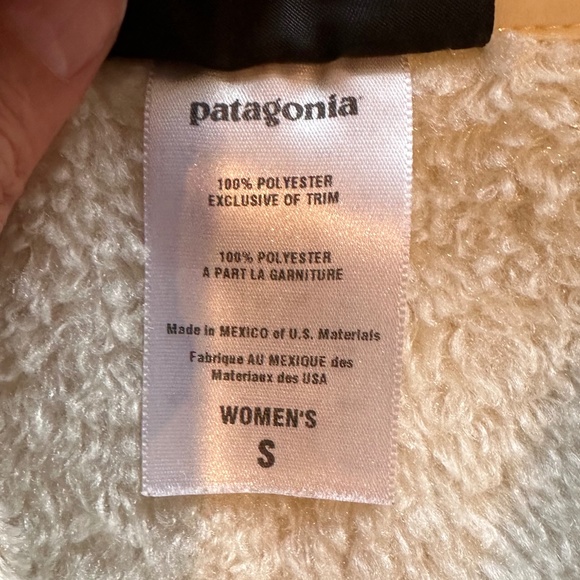 patagonia
100% POLYESTER
EXCLUSIVE OF TRIM
100% POLYESTER
A PART LA GARNITURE
Made in MEXICO of U.S. Materials
Fabrique AU MEXIQUE des
Materiaux des USA
WOMEN'S
S